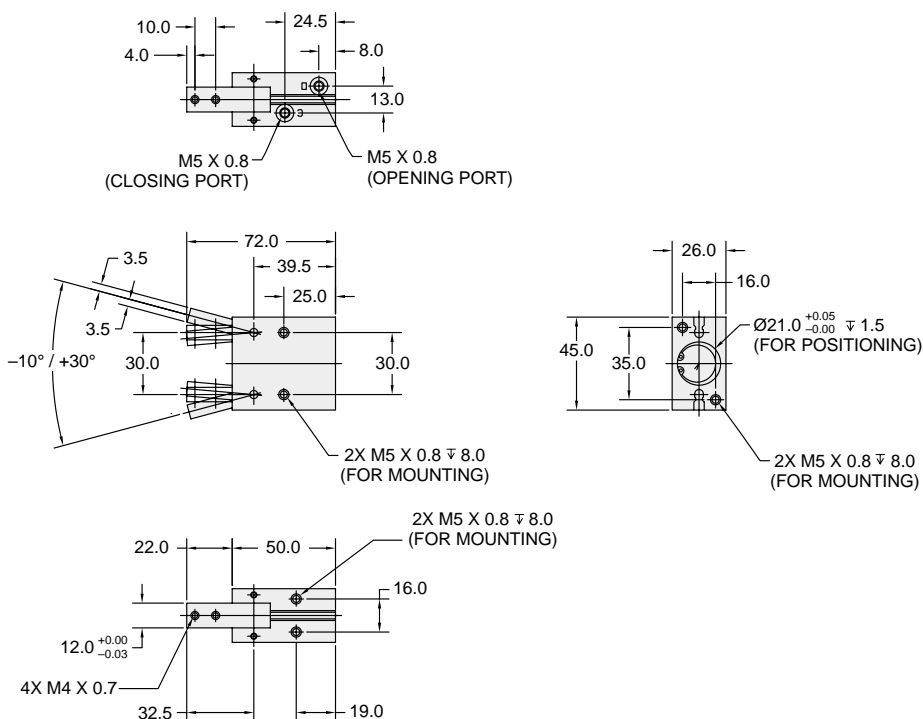 10.0
24.5
4.0
8.0
13.0
M5 X 0.8
(CLOSING PORT)
M5 X 0.8
(OPENING PORT)
72.0
3.5
39.5
25.0
3.5
–10° / +30°
30.0
30.0
2X M5 X 0.8 ↧ 8.0
(FOR MOUNTING)
26.0
16.0
Ø21.0 +0.05 –0.00 ↧ 1.5
(FOR POSITIONING)
45.0
35.0
2X M5 X 0.8 ↧ 8.0
(FOR MOUNTING)
2X M5 X 0.8 ↧ 8.0
(FOR MOUNTING)
22.0
50.0
16.0
12.0 +0.00 –0.03
4X M4 X 0.7
32.5
19.0